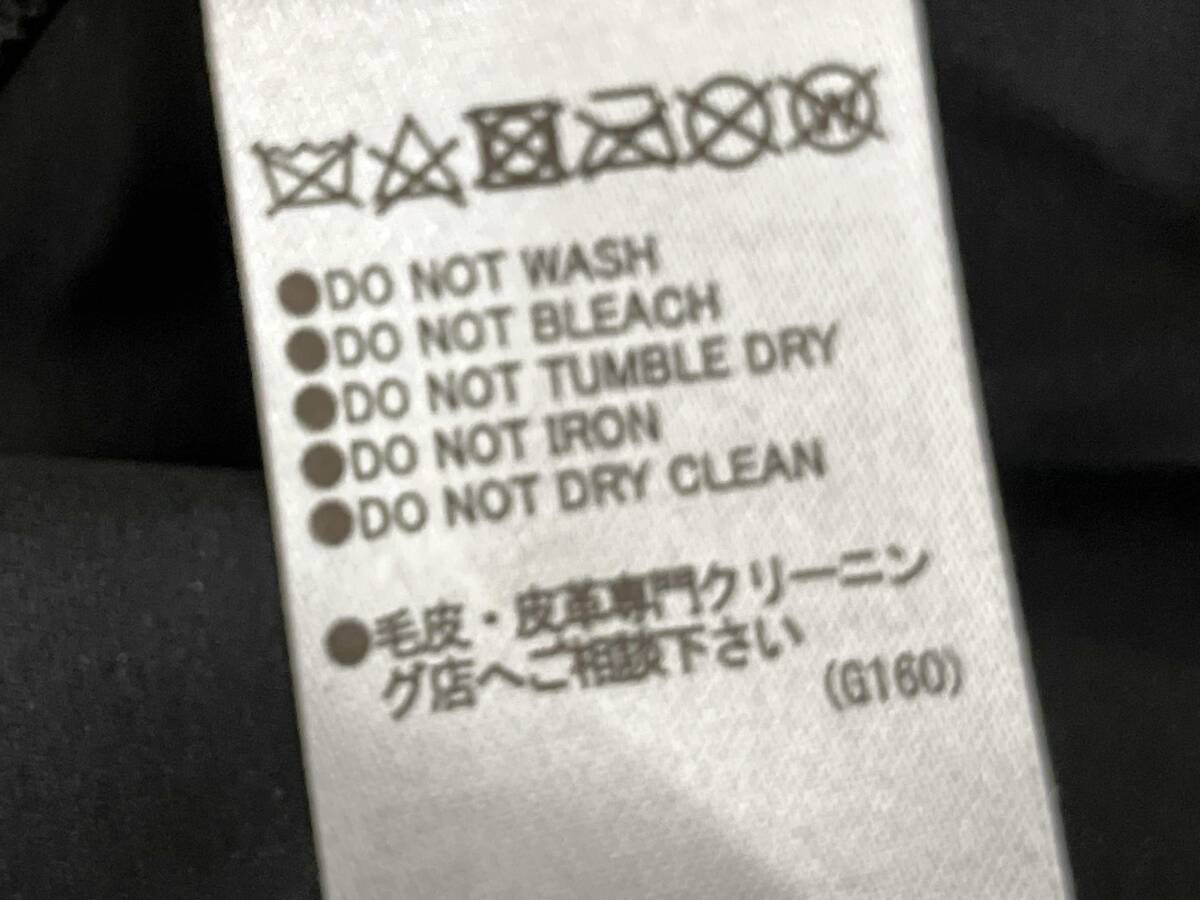 ●DO NOT WASH
●DO NOT BLEACH
●DO NOT TUMBLE DRY
●DO NOT IRON
●DO NOT DRY CLEAN
●毛皮・皮革専門クリーニン
グ店へご相談下さい
(G160)